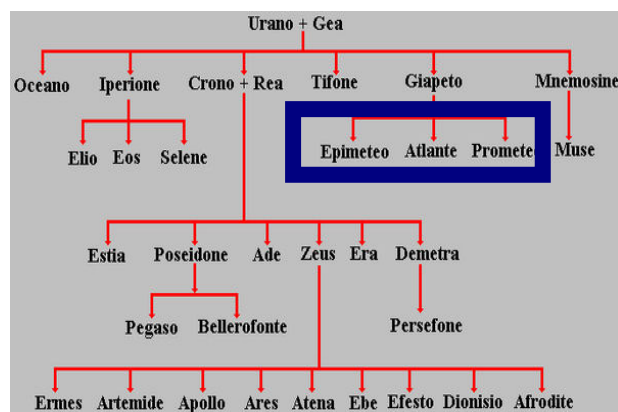 Urano + Gea
Oceano Iperione Crono + Rea Tifone Giapeto Mnemosine
Elio Eos Selene Epimeteo Atlante Prometeo Muse
Estia Poseidone Ade Zeus Era Demetra
Pegaso Bellerofonte Persefone
Ermes Artemide Apollo Ares Atena Ebe Efesto Dionisio Afrodite